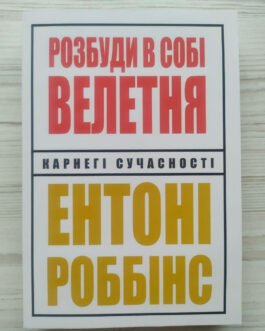 РОЗБУДИ В СОБІ
ВЕЛЕТНЯ
КАРНЕГІ СУЧАСНОСТІ
ЕНТОНІ
РОББІНС